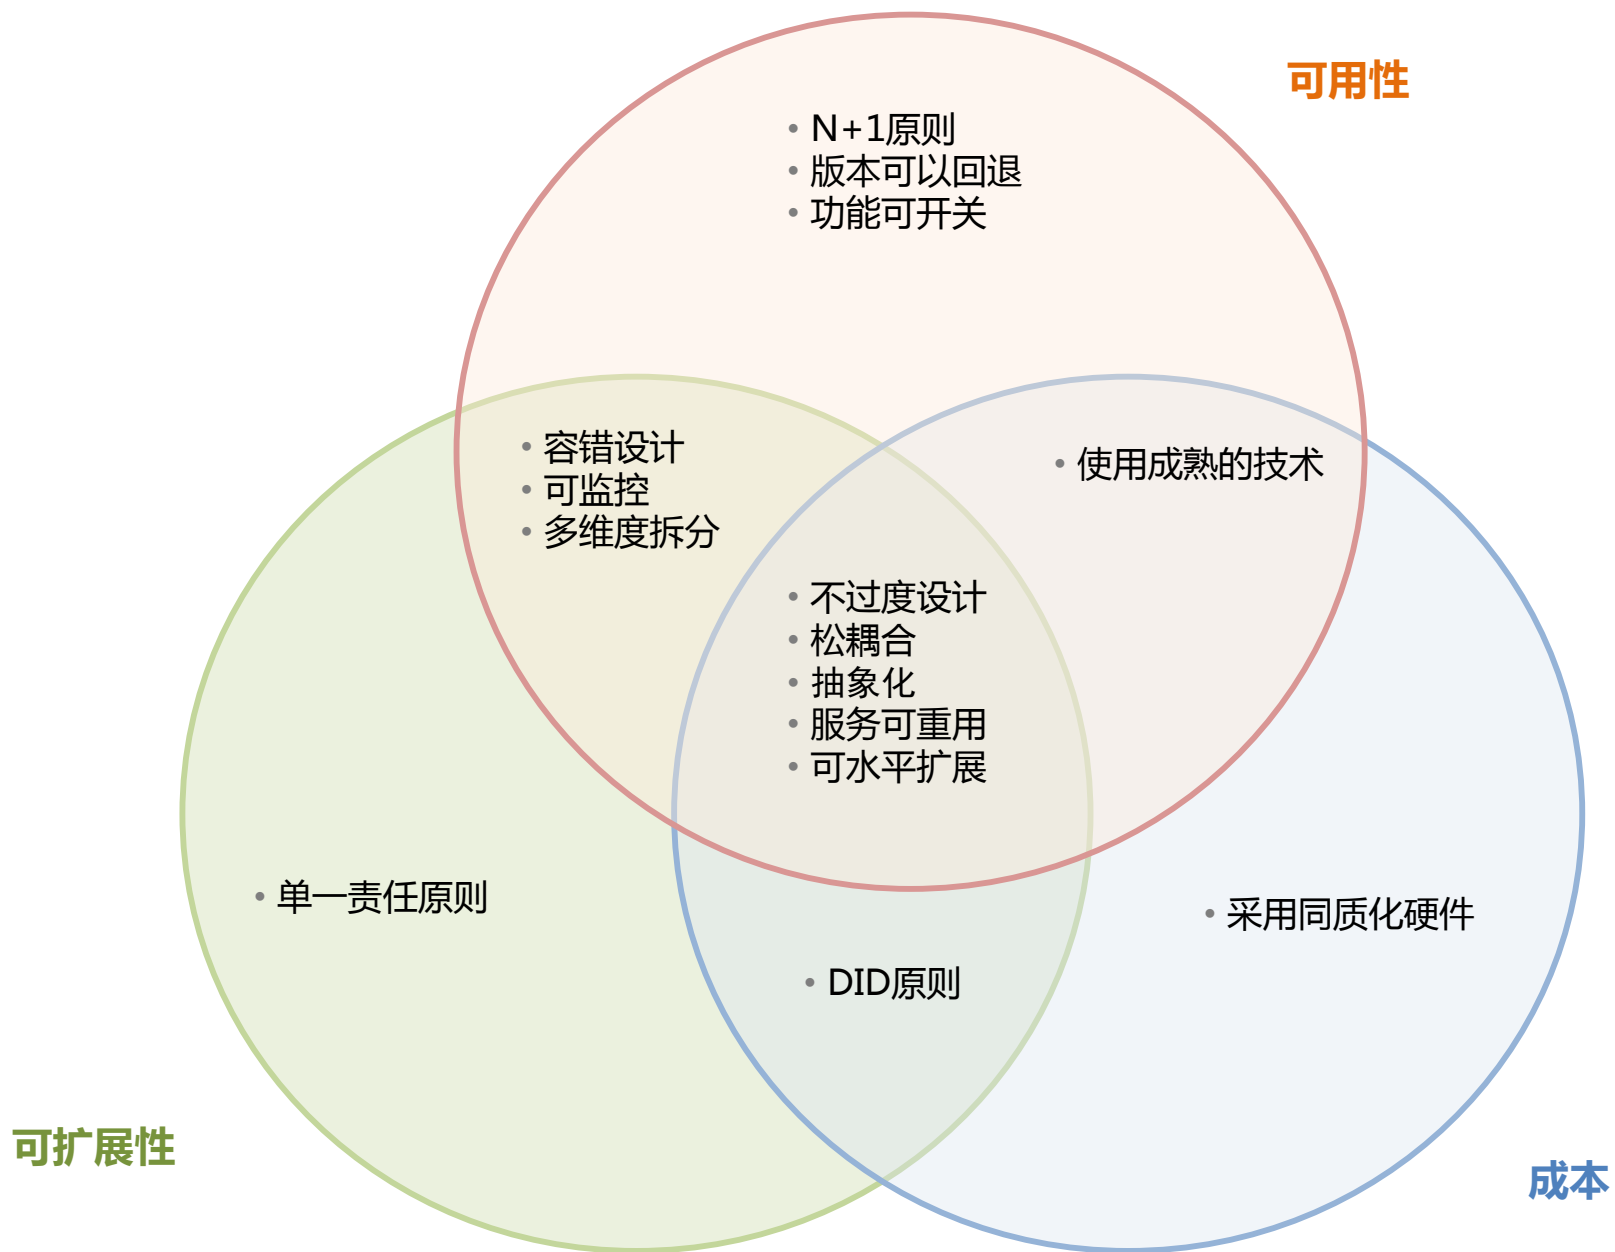 可用性
• N+1原则
• 版本可以回退
• 功能可开关
• 容错设计
• 可监控
• 多维度拆分
• 使用成熟的技术
• 不过度设计
• 松耦合
• 抽象化
• 服务可重用
• 可水平扩展
• 单一责任原则
• 采用同质化硬件
• DID原则
可扩展性
成本